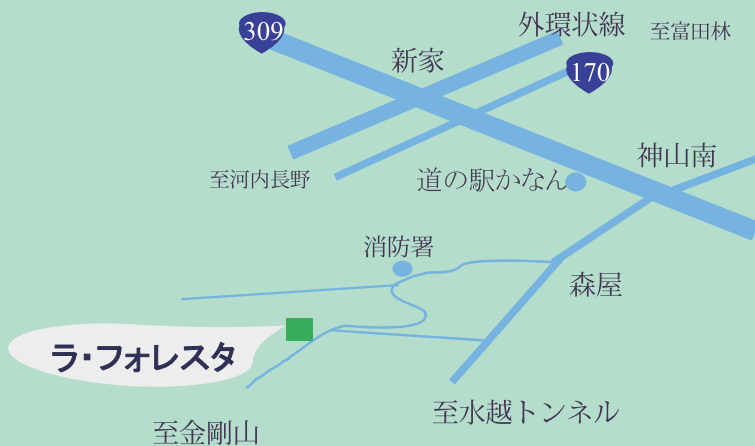 309
外環状線
至富田林
新家
170
神山南
至河内長野
道の駅かなん
消防署
森屋
ラ・フォレスタ
至水越トンネル
至金剛山